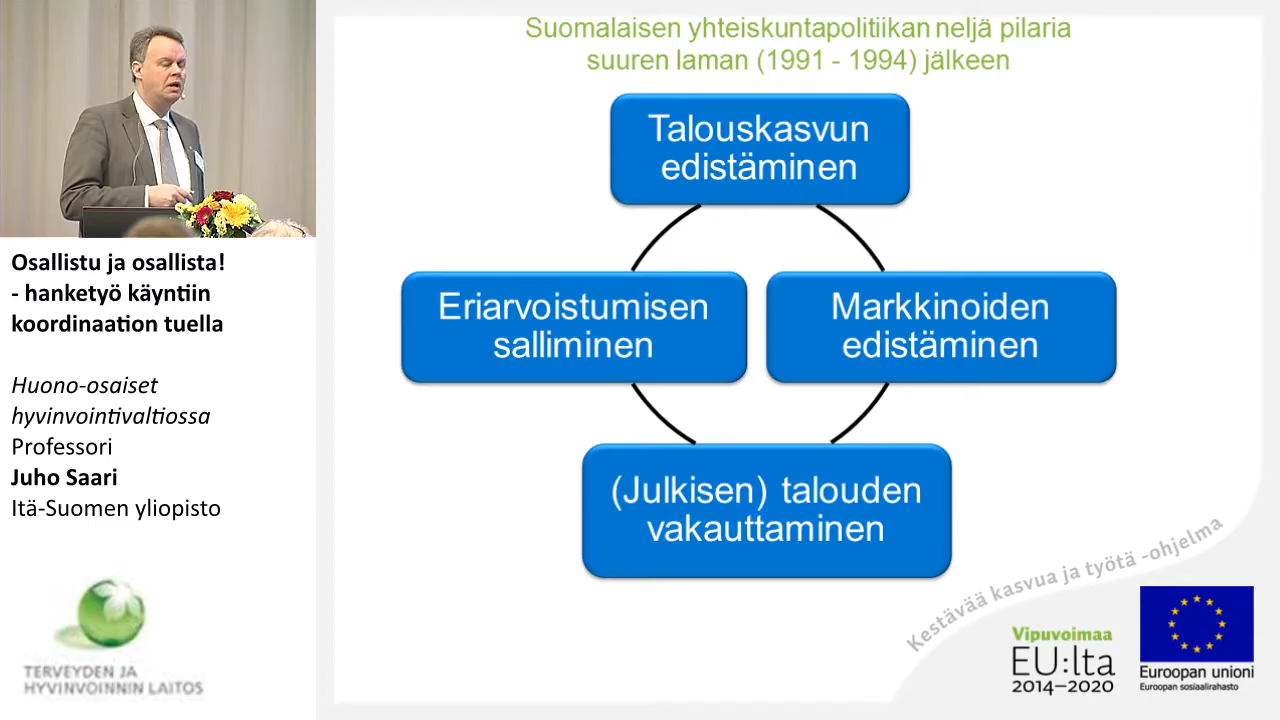 Suomalaisen yhteiskuntapolitiikan neljä pilaria
suuren laman (1991 - 1994) jälkeen
Talouskasvun
edistäminen
Eriarvoistumisen
salliminen
Markkinoiden
edistäminen
(Julkisen) talouden
vakauttaminen
Osallistu ja osallista!
- hanketyö käyntiin
koordinaation tuella
Huono-osaiset
hyvinvointivaltiossa
Professori
Juho Saari
Itä-Suomen yliopisto
TERVEYDEN JA
HYVINVOINNIN LAITOS
Kestävää kasvua ja työtä -ohjelma
Vipuvoimaa
EU:lta
2014–2020
Euroopan unioni
Euroopan sosiaalirahasto